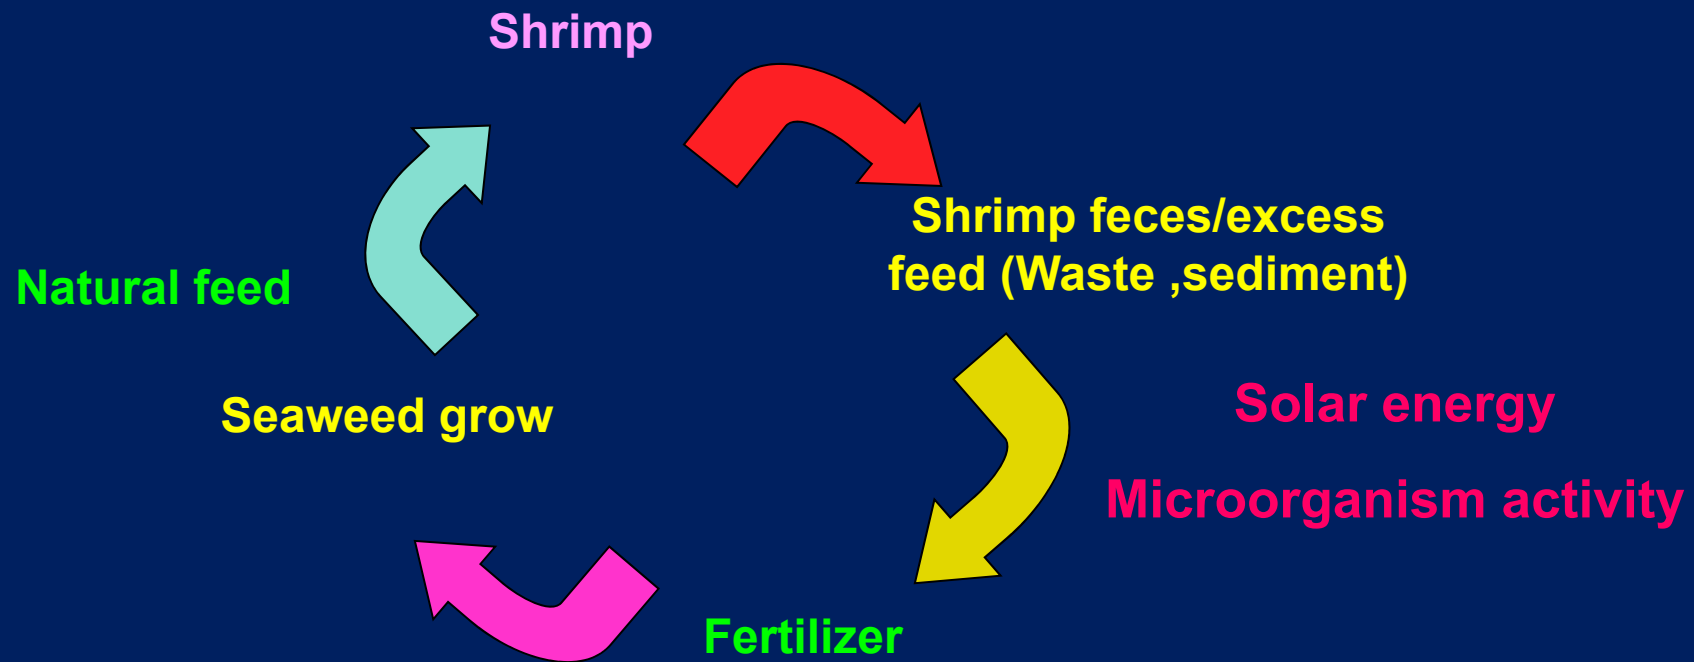 Shrimp
Shrimp feces/excess
feed (Waste ,sediment)
Natural feed
Solar energy
Seaweed grow
Microorganism activity
Fertilizer